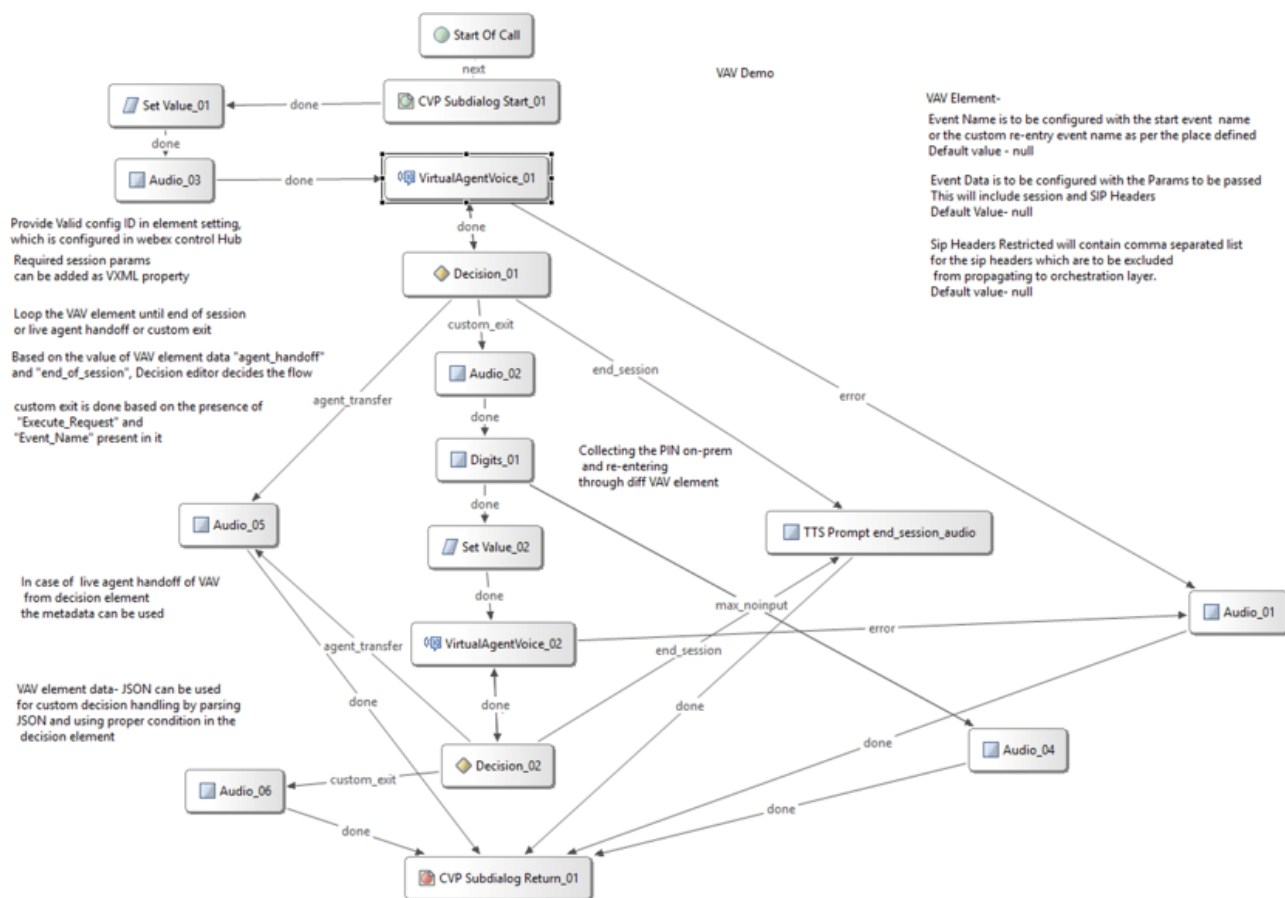 Start Of Call
next
VAV Demo
CVP Subdialog Start_01
done
Set Value_01
done
Audio_03
done
VirtualAgentVoice_01
VAV Element-
Event Name is to be configured with the start event name
or the custom re-entry event name as per the place defined
Default value - null
Event Data is to be configured with the Params to be passed
This will include session and SIP Headers
Default Value- null
Sip Headers Restricted will contain comma separated list
for the sip headers which are to be excluded
from propagating to orchestration layer.
Default value- null
Provide Valid config ID in element setting,
which is configured in webex control Hub
Required session params
can be added as VXML property
Loop the VAV element until end of session
or live agent handoff or custom exit
Based on the value of VAV element data "agent_handoff"
and "end_of_session", Decision editor decides the flow
custom exit is done based on the presence of
"Execute_Request" and
"Event_Name" present in it
done
Decision_01
custom_exit
Audio_02
end_session
agent_transfer
error
done
Digits_01
Collecting the PIN on-prem
and re-entering
through diff VAV element
done
Audio_05
Set Value_02
TTS Prompt end_session_audio
In case of live agent handoff of VAV
from decision element
the metadata can be used
done
max_noinput
Audio_01
VirtualAgentVoice_02
error
agent_transfer
end_session
VAV element data- JSON can be used
for custom decision handling by parsing
JSON and using proper condition in the
decision element
done
done
done
done
Audio_04
Decision_02
custom_exit
Audio_06
done
done
CVP Subdialog Return_01